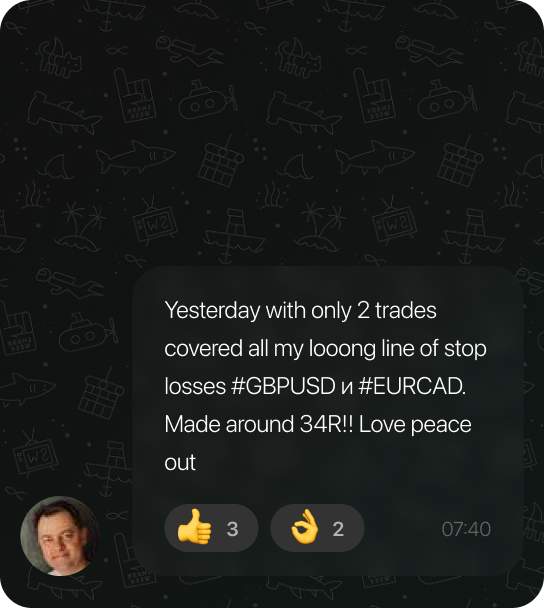 Yesterday with only 2 trades
covered all my looong line of stop
losses #GBPUSD и #EURCAD.
Made around 34R!! Love peace
out
👍 3 👌 2 07:40